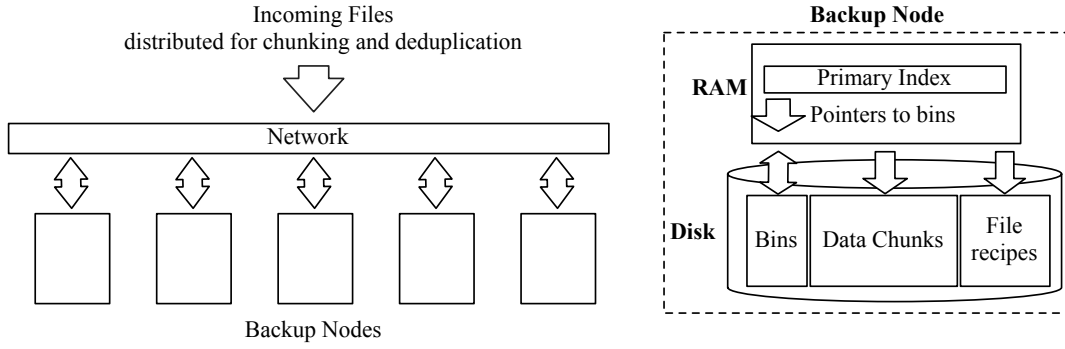 Incoming Files
distributed for chunking and deduplication
Network
Backup Nodes
Backup Node
RAM
Primary Index
Pointers to bins
Disk
Bins
Data Chunks
File
recipes